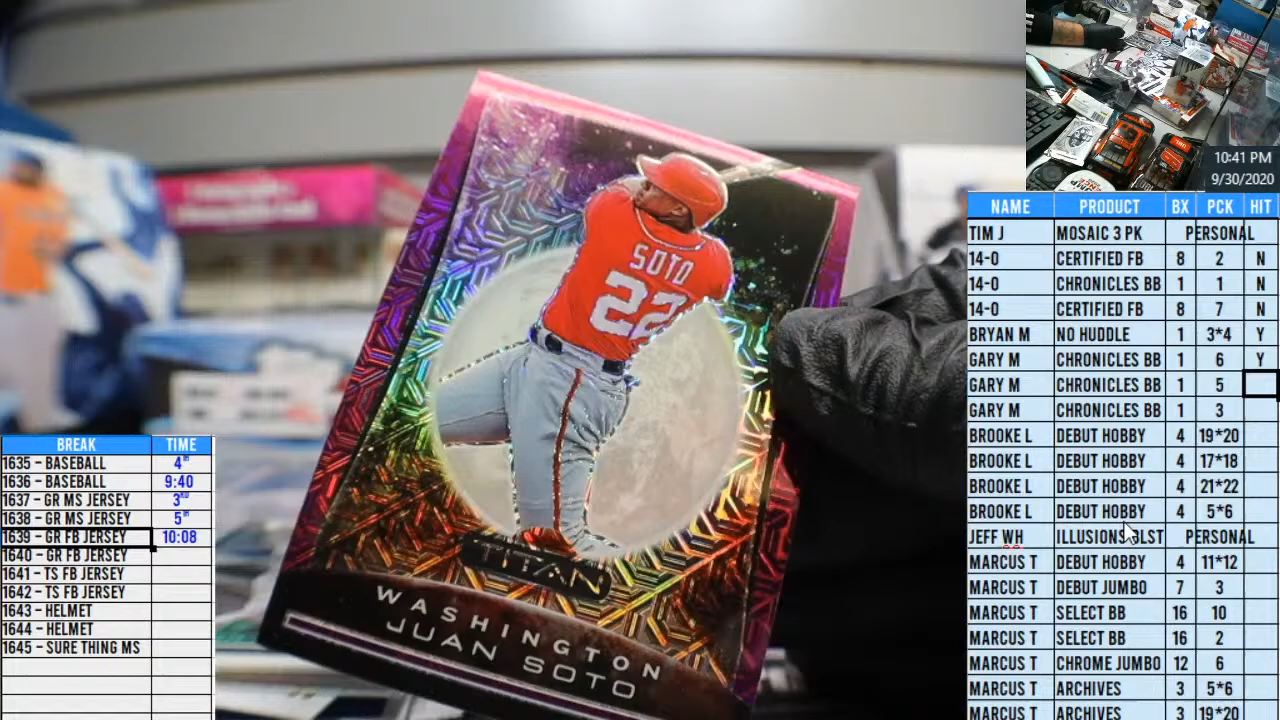 10:41 PM
9/30/2020
NAME PRODUCT BX PCK HIT
TIM J MOSAIC 3 PK PERSONAL
14-0 CERTIFIED FB 8 2 N
14-0 CHRONICLES BB 1 1 N
14-0 CERTIFIED FB 8 7 N
BRYAN M NO HUDDLE 1 3*4 Y
GARY M CHRONICLES BB 1 6 Y
GARY M CHRONICLES BB 1 5
GARY M CHRONICLES BB 1 3
BROOKE L DEBUT HOBBY 4 19*20
BROOKE L DEBUT HOBBY 4 17*18
BROOKE L DEBUT HOBBY 4 21*22
BROOKE L DEBUT HOBBY 4 5*6
JEFF WH ILLUSIONS BLST PERSONAL
MARCUS T DEBUT HOBBY 4 11*12
MARCUS T DEBUT JUMBO 7 3
MARCUS T SELECT BB 16 10
MARCUS T SELECT BB 16 2
MARCUS T CHROME JUMBO 12 6
MARCUS T ARCHIVES 3 5*6
MARCUS T ARCHIVES 3 19*20
SOTO
22
TITAN
WASHINGTON
JUAN SOTO
BREAK TIME
1635 - BASEBALL 4TH
1636 - BASEBALL 9:40
1637 - GR MS JERSEY 3RD
1638 - GR MS JERSEY 5TH
1639 - GR FB JERSEY 10:08
1640 - GR FB JERSEY
1641 - TS FB JERSEY
1642 - TS FB JERSEY
1643 - HELMET
1644 - HELMET
1645 - SURE THING MS